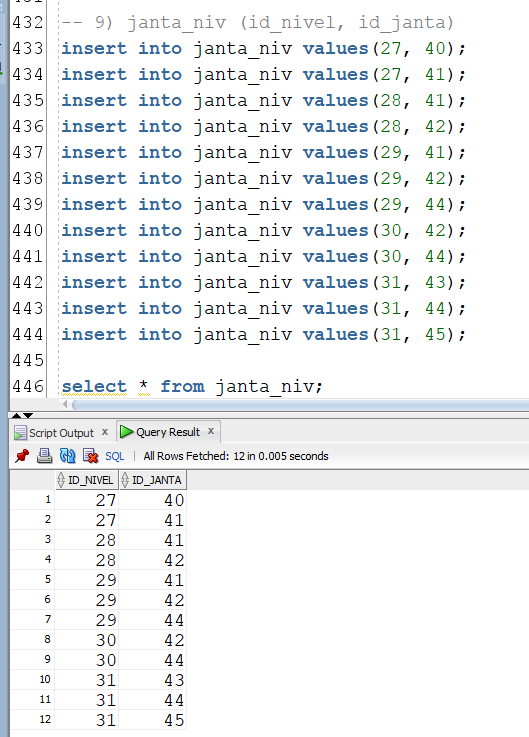 432 -- 9) janta_niv (id_nivel, id_janta)
433 insert into janta_niv values(27, 40);
434 insert into janta_niv values(27, 41);
435 insert into janta_niv values(28, 41);
436 insert into janta_niv values(28, 42);
437 insert into janta_niv values(29, 41);
438 insert into janta_niv values(29, 42);
439 insert into janta_niv values(29, 44);
440 insert into janta_niv values(30, 42);
441 insert into janta_niv values(30, 44);
442 insert into janta_niv values(31, 43);
443 insert into janta_niv values(31, 44);
444 insert into janta_niv values(31, 45);
445
446 select * from janta_niv;
Script Output x Query Result x
SQL | All Rows Fetched: 12 in 0.005 seconds
ID_NIVEL ID_JANTA
1 27 40
2 27 41
3 28 41
4 28 42
5 29 41
6 29 42
7 29 44
8 30 42
9 30 44
10 31 43
11 31 44
12 31 45